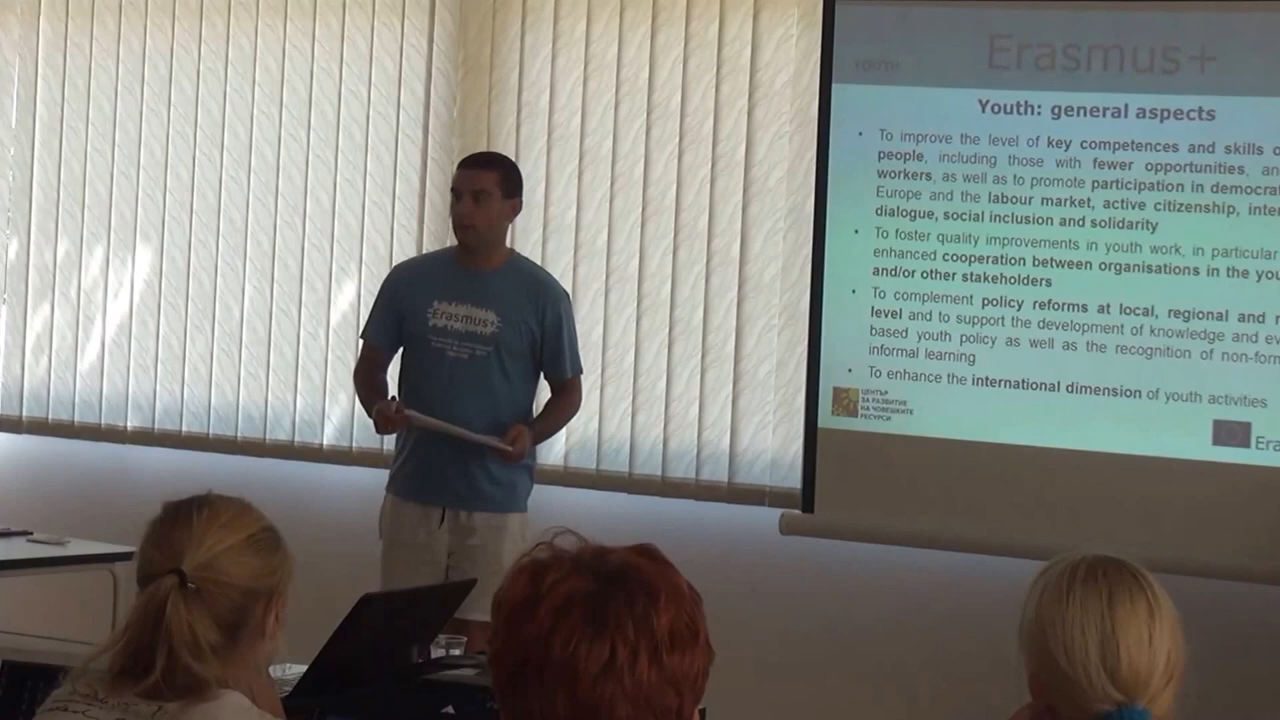 Erasmus+
YOUTH
Youth: general aspects
• To improve the level of key competences and skills o
people, including those with fewer opportunities, an
workers, as well as to promote participation in democra
Europe and the labour market, active citizenship, inter
dialogue, social inclusion and solidarity
• To foster quality improvements in youth work, in particular
enhanced cooperation between organisations in the you
and/or other stakeholders
• To complement policy reforms at local, regional and n
level and to support the development of knowledge and ev
based youth policy as well as the recognition of non-form
informal learning
• To enhance the international dimension of youth activities
ЦЕНТЪР
ЗА РАЗВИТИЕ
НА ЧОВЕШКИТЕ
РЕСУРСИ
Era
Erasmus+